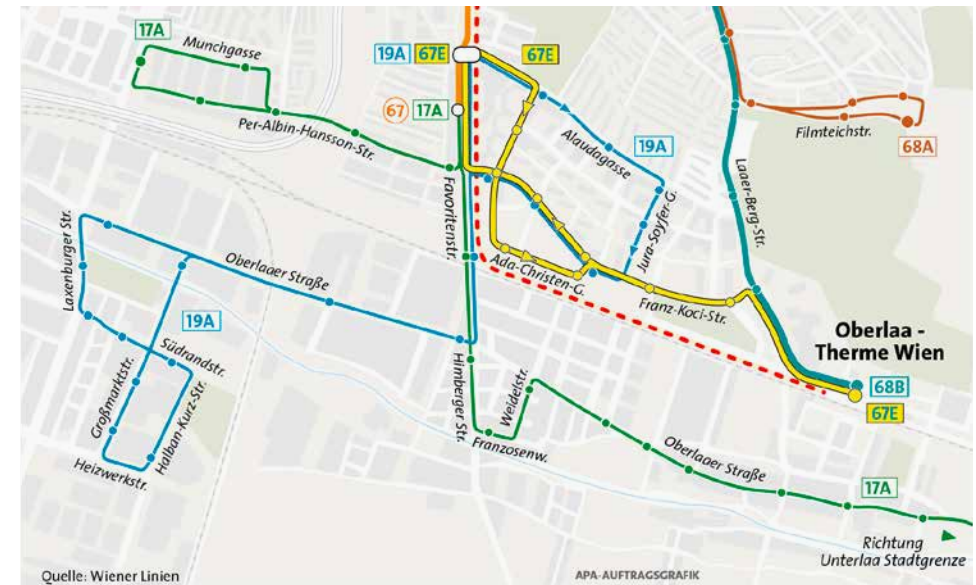 17A
Munchgasse
19A 67E
67E
67 17A
Per-Albin-Hansson-Str.
Alaudagasse
19A
Filmteichstr.
68A
Laaer-Berg-Str.
Favoritenstr.
Jura-Soyfer-G.
Laxenburger Str.
Oberlaaer Straße
Ada-Christen-G.
Franz-Koci-Str.
19A
Südrandstr.
Oberlaa -
Therme Wien
68B
67E
Großmarktstr.
Halban-Kurz-Str.
Himberger Str.
Weidelstr.
Heizwerkstr.
Franzosenw.
Oberlaaer Straße
17A
Richtung
Unterlaa Stadtgrenze
Quelle: Wiener Linien
APA-AUFTRAGSGRAFIK